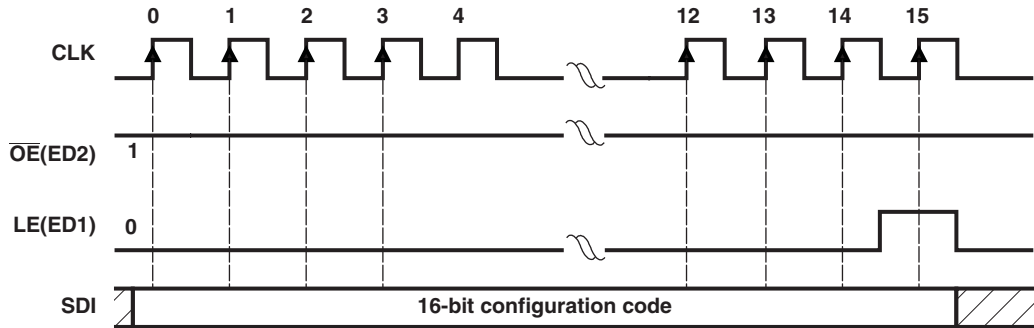 0 1 2 3 4 12 13 14 15
CLK
OE(ED2) 1
LE(ED1) 0
SDI 16-bit configuration code